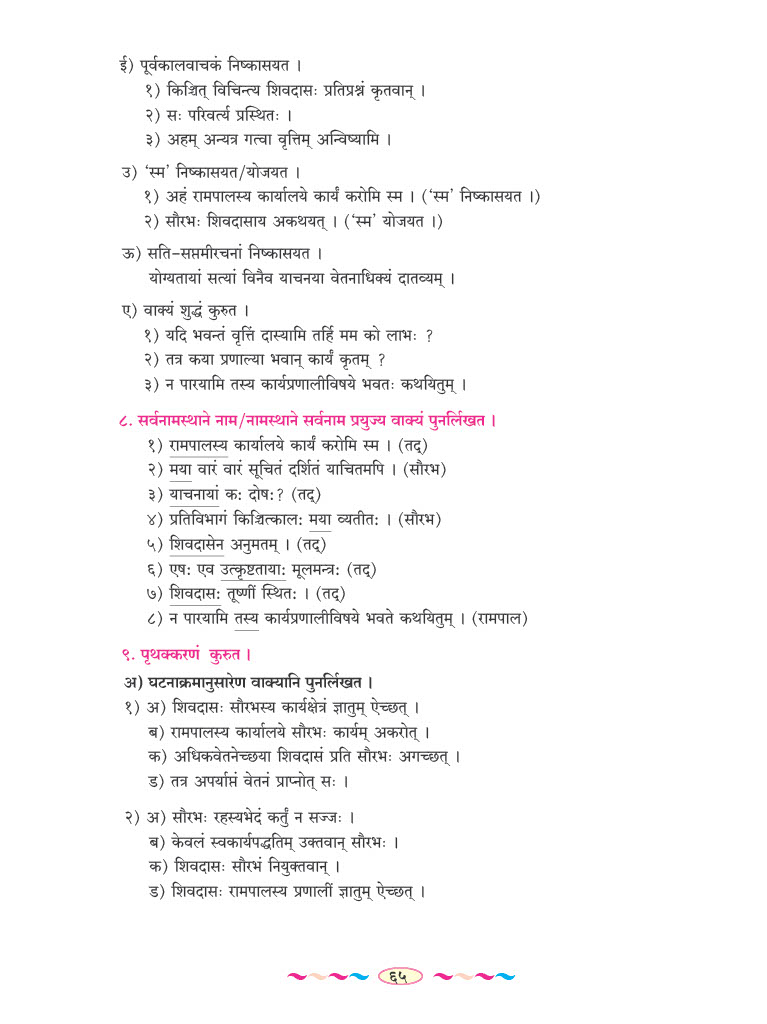 ई) पूर्वकालवाचकं निष्कासयत ।
१) किञ्चित् विचिन्त्य शिवदासः प्रतिप्रश्नं कृतवान् ।
२) सः परिवर्त्य प्रस्थितः ।
३) अहम् अन्यत्र गत्वा वृत्तिम् अन्विष्यामि ।
उ) ‘स्म’ निष्कासयत/योजयत ।
१) अहं रामपालस्य कार्यालये कार्यं करोमि स्म । (‘स्म’ निष्कासयत ।)
२) सौरभः शिवदासाय अकथयत् । (‘स्म’ योजयत ।)
ऊ) सति-सप्तमीरचनां निष्कासयत ।
योग्यतायां सत्यां विनैव याचनया वेतनाधिक्यं दातव्यम् ।
ए) वाक्यं शुद्धं कुरुत ।
१) यदि भवन्तं वृत्तिं दास्यामि तर्हि मम को लाभः ?
२) तत्र कया प्रणाल्या भवान् कार्यं कृतम् ?
३) न पारयामि तस्य कार्यप्रणालीविषये भवतः कथयितुम् ।
८. सर्वनामस्थाने नाम/नामस्थाने सर्वनाम प्रयुज्य वाक्यं पुनर्लिखत ।
१) रामपालस्य कार्यालये कार्यं करोमि स्म । (तद्)
२) मया वारं वारं सूचितं दर्शितं याचितमपि । (सौरभ)
३) याचनायां कः दोषः? (तद्)
४) प्रतिविभागं किञ्चित्कालः मया व्यतीतः । (सौरभ)
५) शिवदासेन अनुमतम् । (तद्)
६) एषः एव उत्कृष्टतायाः मूलमन्त्रः (तद्)
७) शिवदासः तूष्णीं स्थितः । (तद्)
८) न पारयामि तस्य कार्यप्रणालीविषये भवते कथयितुम् । (रामपाल)
९. पृथक्करणं कुरुत ।
अ) घटनाक्रमानुसारेण वाक्यानि पुनर्लिखत ।
१) अ) शिवदासः सौरभस्य कार्यक्षेत्रं ज्ञातुम् ऐच्छत् ।
ब) रामपालस्य कार्यालये सौरभः कार्यम् अकरोत् ।
क) अधिकवेतनेच्छया शिवदासं प्रति सौरभः अगच्छत् ।
ड) तत्र अपर्याप्तं वेतनं प्राप्नोत् सः ।
२) अ) सौरभः रहस्यभेदं कर्तुं न सज्जः ।
ब) केवलं स्वकार्यपद्धतिम् उक्तवान् सौरभः ।
क) शिवदासः सौरभं नियुक्तवान् ।
ड) शिवदासः रामपालस्य प्रणालीं ज्ञातुम् ऐच्छत् ।
६५